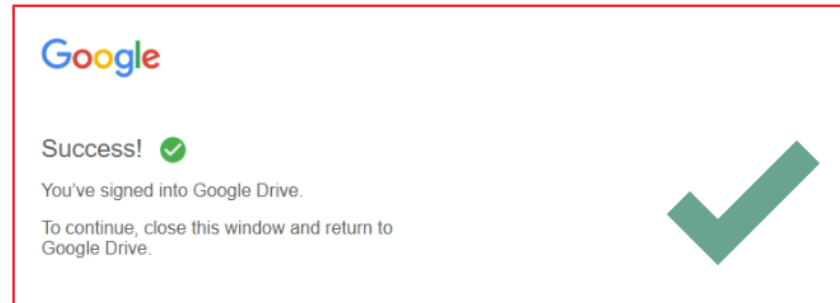 Google
Success!
You've signed into Google Drive.
To continue, close this window and return to
Google Drive.